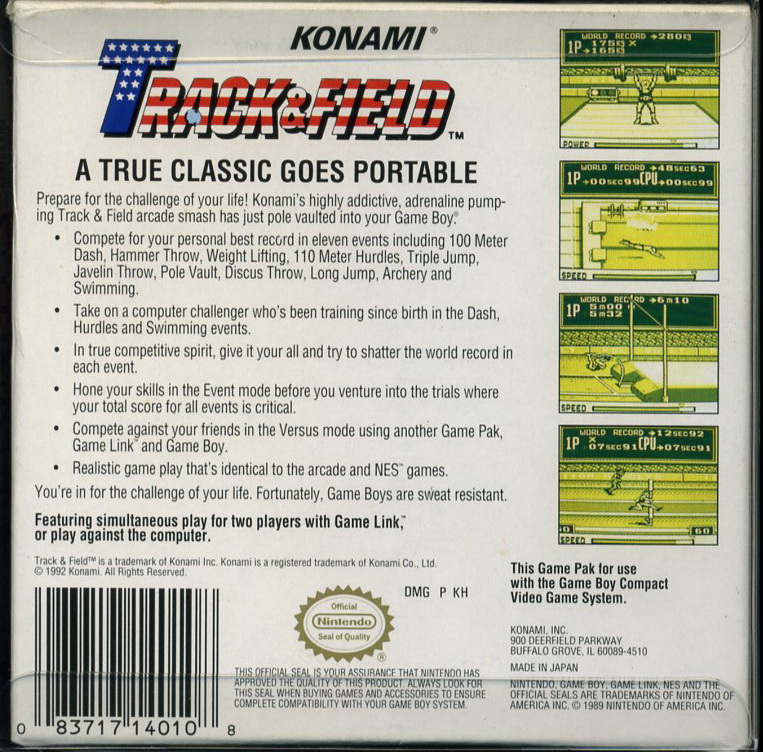 KONAMI®
TRACK & FIELD™
A TRUE CLASSIC GOES PORTABLE
Prepare for the challenge of your life! Konami's highly addictive, adrenaline pump-
ing Track & Field arcade smash has just pole vaulted into your Game Boy.®
• Compete for your personal best record in eleven events including 100 Meter
Dash, Hammer Throw, Weight Lifting, 110 Meter Hurdles, Triple Jump,
Javelin Throw, Pole Vault, Discus Throw, Long Jump, Archery and
Swimming.
• Take on a computer challenger who's been training since birth in the Dash,
Hurdles and Swimming events.
• In true competitive spirit, give it your all and try to shatter the world record in
each event.
• Hone your skills in the Event mode before you venture into the trials where
your total score for all events is critical.
• Compete against your friends in the Versus mode using another Game Pak,
Game Link™ and Game Boy.
• Realistic game play that's identical to the arcade and NES™ games.
You're in for the challenge of your life. Fortunately, Game Boys are sweat resistant.
Featuring simultaneous play for two players with Game Link,™
or play against the computer.
Track & Field™ is a trademark of Konami Inc. Konami is a registered trademark of Konami Co., Ltd.
© 1992 Konami. All Rights Reserved.
DMG P KH
Official
Nintendo
Seal of Quality
®
THIS OFFICIAL SEAL IS YOUR ASSURANCE THAT NINTENDO HAS
APPROVED THE QUALITY OF THIS PRODUCT. ALWAYS LOOK FOR
THIS SEAL WHEN BUYING GAMES AND ACCESSORIES TO ENSURE
COMPLETE COMPATIBILITY WITH YOUR GAME BOY SYSTEM.
0 83717 14010 8
WORLD RECORD →280KG
1P 175KG X
→165KG
POWER
WORLD RECORD →48SEC63
1P →00SEC99 CPU →00SEC99
SPEED
WORLD RECORD →6M10
1P 5M00
5M32
SPEED
WORLD RECORD →12SEC92
1P X
07SEC91 CPU →07SEC91
60
SPEED
This Game Pak for use
with the Game Boy Compact
Video Game System.
KONAMI, INC.
900 DEERFIELD PARKWAY
BUFFALO GROVE, IL 60089-4510
MADE IN JAPAN
NINTENDO, GAME BOY, GAME LINK, NES AND THE
OFFICIAL SEALS ARE TRADEMARKS OF NINTENDO OF
AMERICA INC. © 1989 NINTENDO OF AMERICA INC.